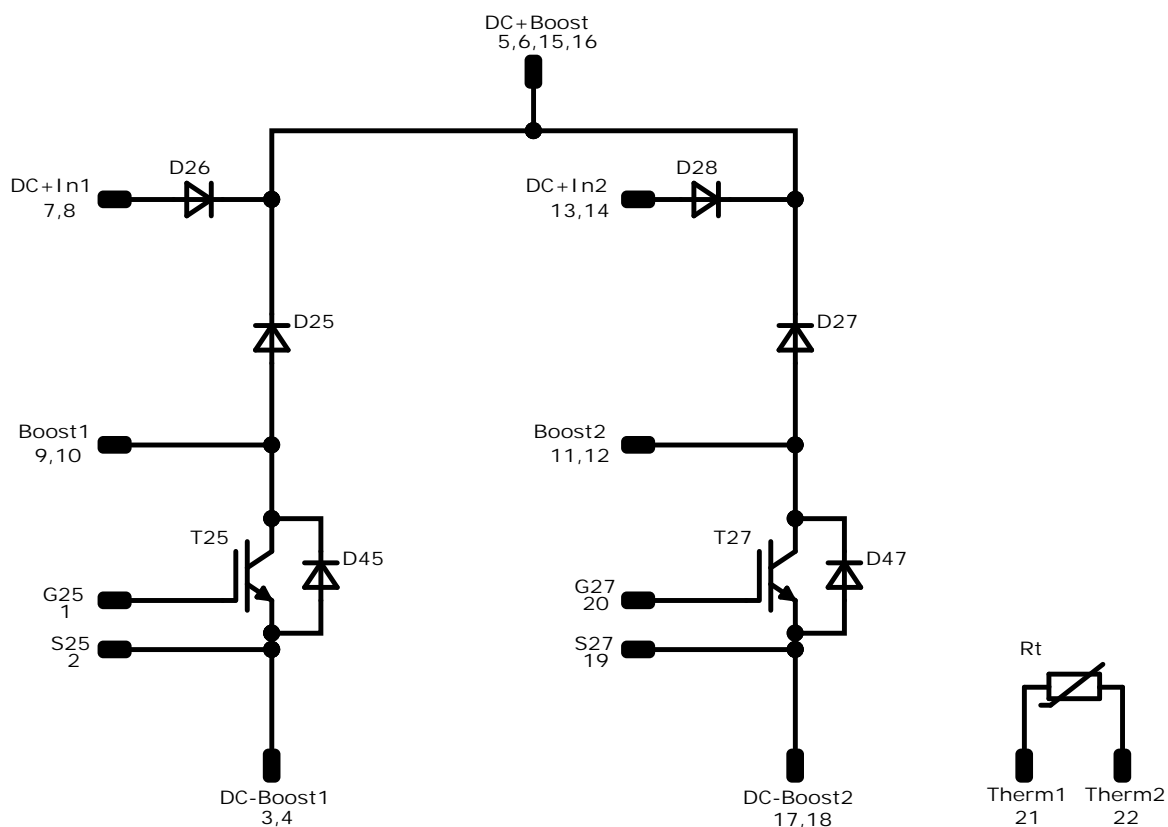 DC+Boost
5,6,15,16
D26
DC+In1
7,8
D28
DC+In2
13,14
D25
D27
Boost1
9,10
Boost2
11,12
T25
D45
T27
D47
G25
1
G27
20
S25
2
S27
19
Rt
DC-Boost1
3,4
DC-Boost2
17,18
Therm1
21
Therm2
22